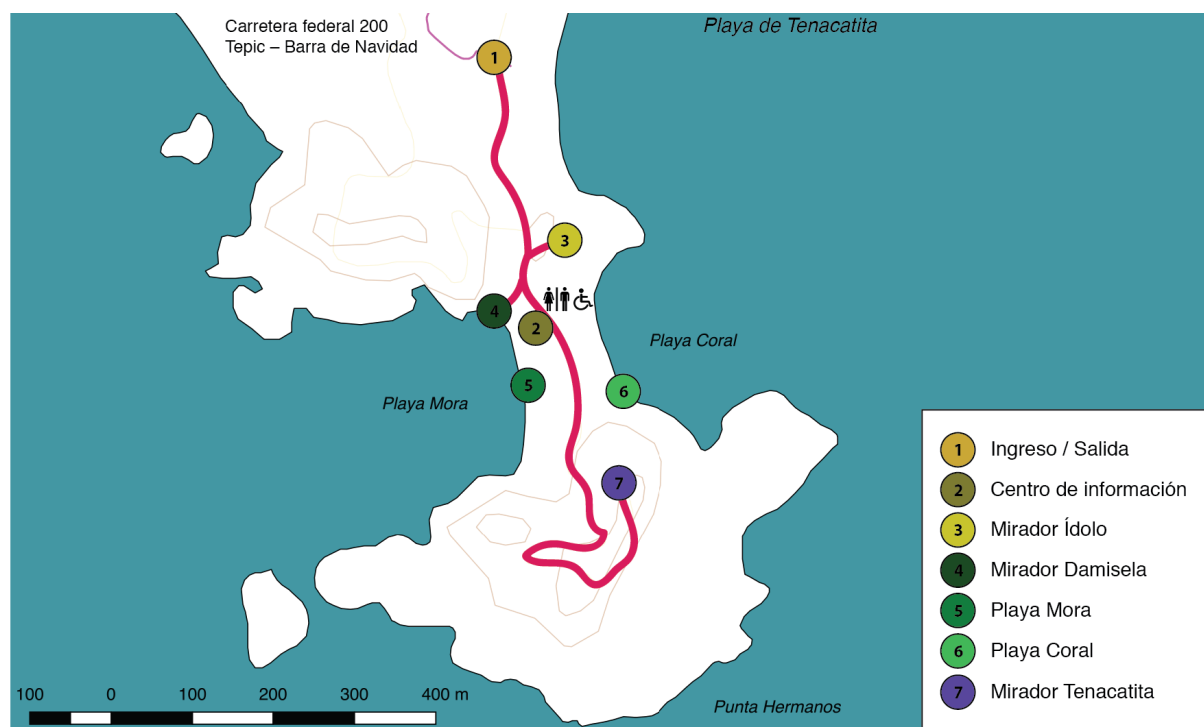 Carretera federal 200
Tepic – Barra de Navidad
Playa de Tenacatita
1
3
4
2
Playa Coral
5
6
Playa Mora
7
1 Ingreso / Salida
2 Centro de información
3 Mirador Ídolo
4 Mirador Damisela
5 Playa Mora
6 Playa Coral
7 Mirador Tenacatita
100 0 100 200 300 400 m
Punta Hermanos